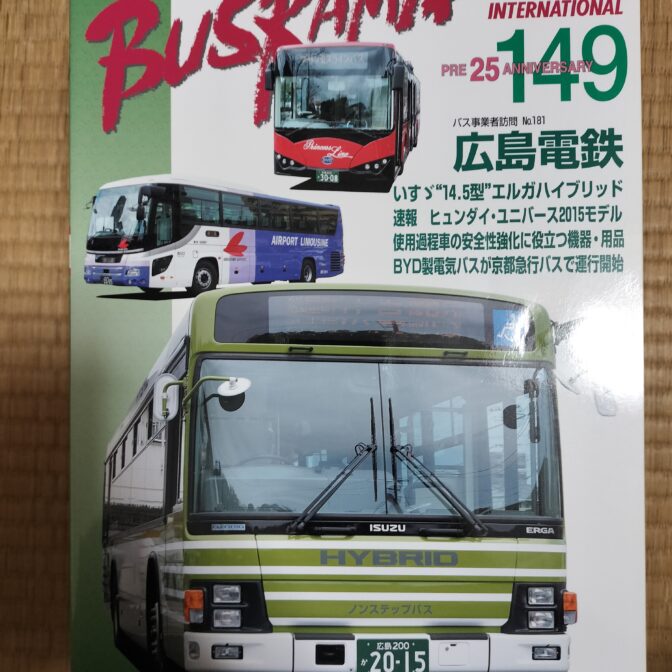 BUSRAMA
INTERNATIONAL
PRE 25 ANNIVERSARY
149
バス事業者訪問 No.181
広島電鉄
いすゞ“14.5型”エルガハイブリッド
速報 ヒュンダイ・ユニバース2015モデル
使用過程車の安全性強化に役立つ機器・用品
BYD製電気バスが京都急行バスで運行開始
Princess Line
30-08
AIRPORT LIMOUSINE
ISUZU
ERGA
HYBRID
ノンステップバス
広島200
か 20-15